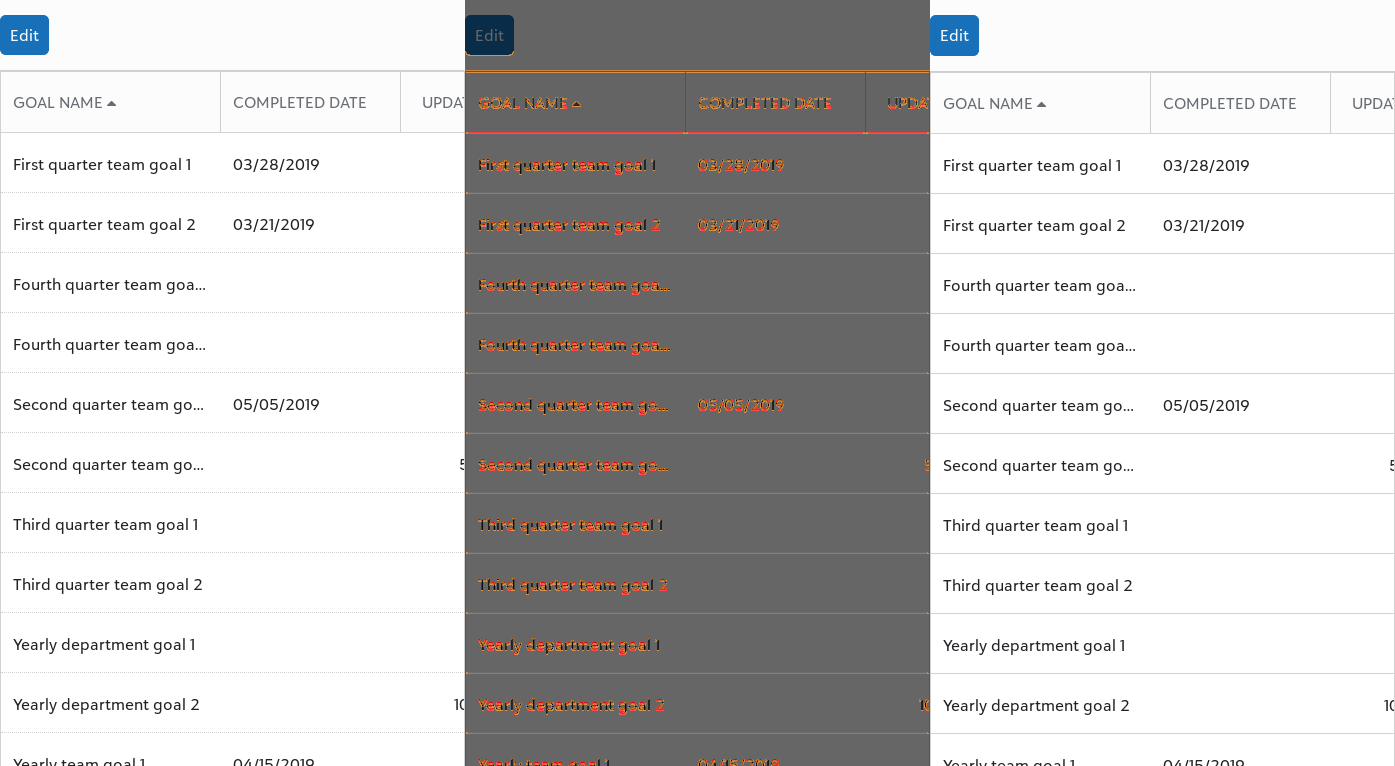 Edit Edit Edit
GOAL NAME COMPLETED DATE UPDAT GOAL NAME COMPLETED DATE UPDA GOAL NAME COMPLETED DATE UPDAT
First quarter team goal 1 03/28/2019 First quarter team goal 1 03/28/2019 First quarter team goal 1 03/28/2019
First quarter team goal 2 03/21/2019 First quarter team goal 2 03/21/2019 First quarter team goal 2 03/21/2019
Fourth quarter team goa... Fourth quarter team goa... Fourth quarter team goa...
Fourth quarter team goa... Fourth quarter team goa... Fourth quarter team goa...
Second quarter team go... 05/05/2019 Second quarter team go... 05/05/2019 Second quarter team go... 05/05/2019
Second quarter team go... Second quarter team go... Second quarter team go...
Third quarter team goal 1 Third quarter team goal 1 Third quarter team goal 1
Third quarter team goal 2 Third quarter team goal 2 Third quarter team goal 2
Yearly department goal 1 Yearly department goal 1 Yearly department goal 1
Yearly department goal 2 10 Yearly department goal 2 10 Yearly department goal 2 10
Yearly team goal 1 04/15/2019 Yearly team goal 1 04/15/2019 Yearly team goal 1 04/15/2019